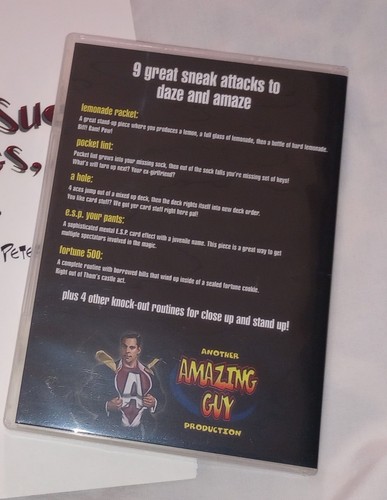 9 great sneak attacks to
daze and amaze
lemonade racket:
A great stand-up piece where you produces a lemon, a full glass of lemonade, then a bottle of hard lemonade.
Biff! Bam! Pow!
pocket lint:
Pocket lint grows into your missing sock, then out of the sock falls you're missing set of keys!
What's will turn up next? Your ex-girlfriend?
a hole:
4 aces jump out of a mixed up deck, then the deck rights itself into new deck order.
You like card stuff? We got your card stuff right here pal!
e.s.p. your pants:
A sophisticated mental E.S.P. card effect with a juvenile name. This piece is a great way to get
multiple spectators involved in the magic.
fortune 500:
A complete routine with borrowed bills that wind up inside of a sealed fortune cookie.
Right out of Thom's castle act.
plus 4 other knock-out routines for close up and stand up!
A
ANOTHER
AMAZING
GUY
PRODUCTION
Pete